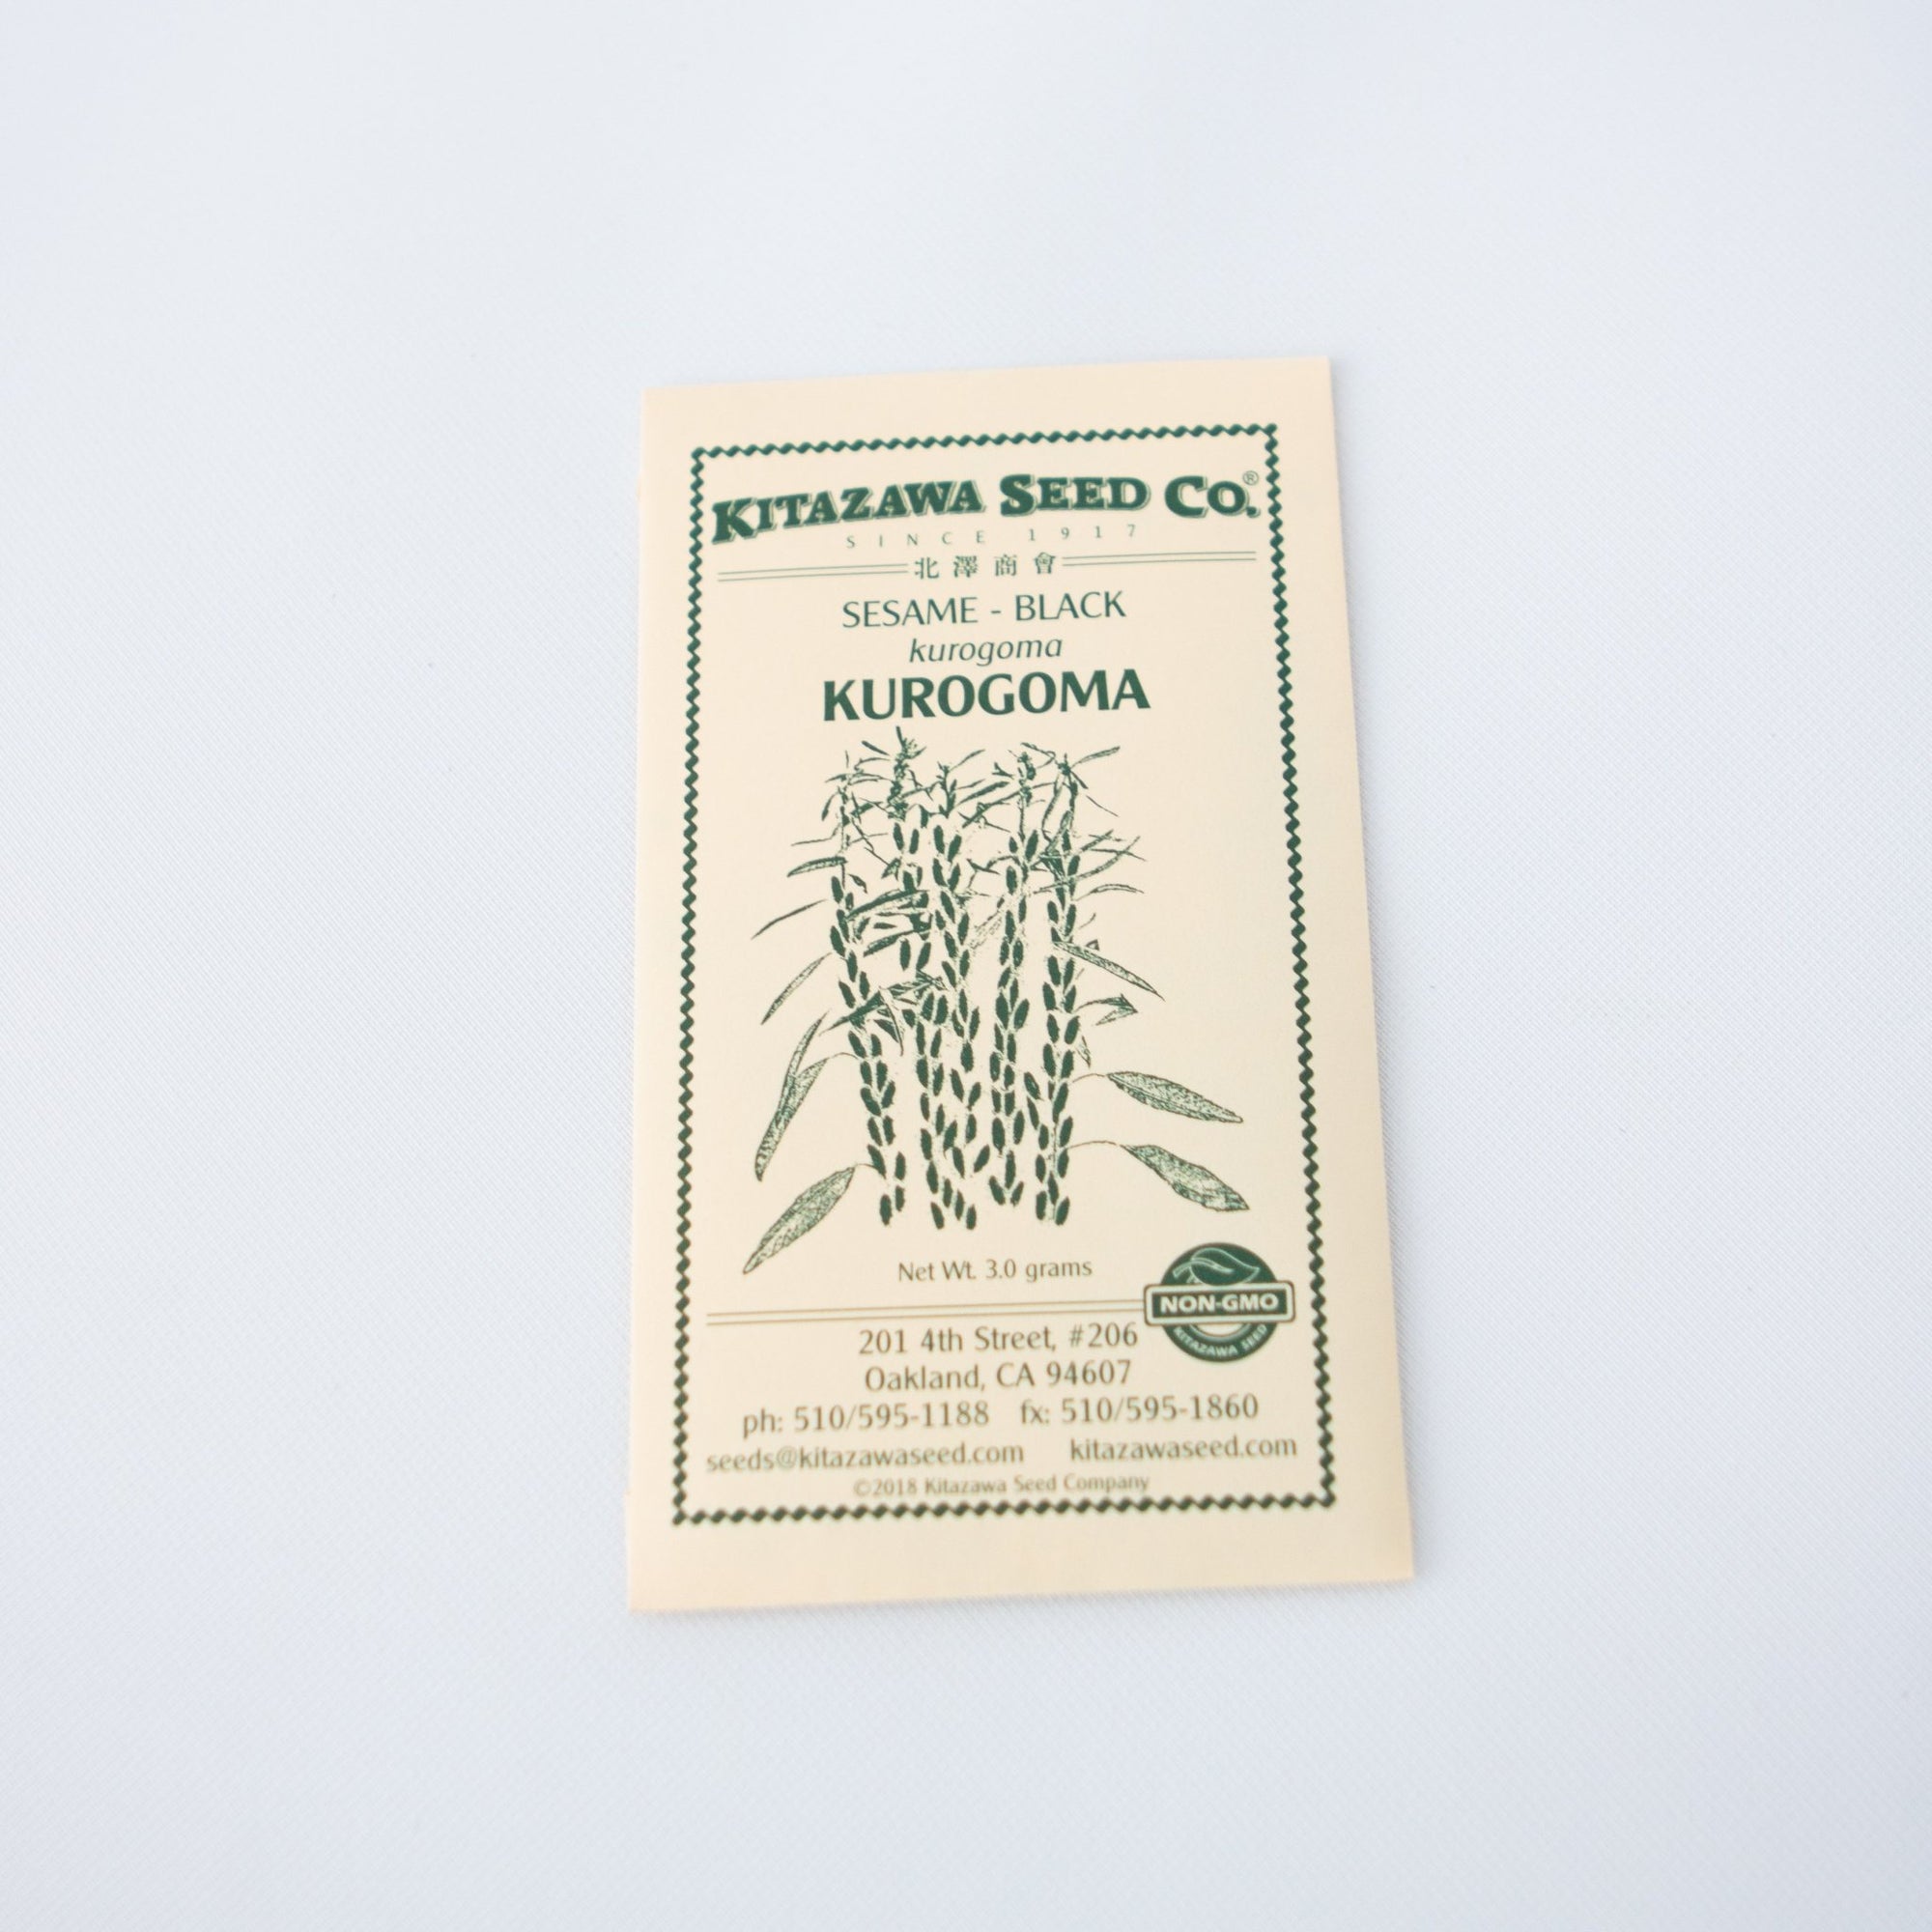 KITAZAWA SEED CO.®
SINCE 1917
北澤商會
SESAME - BLACK
kurogoma
KUROGOMA
Net Wt. 3.0 grams
NON-GMO
KITAZAWA SEED
201 4th Street, #206
Oakland, CA 94607
ph: 510/595-1188 fx: 510/595-1860
seeds@kitazawaseed.com kitazawaseed.com
©2018 Kitazawa Seed Company